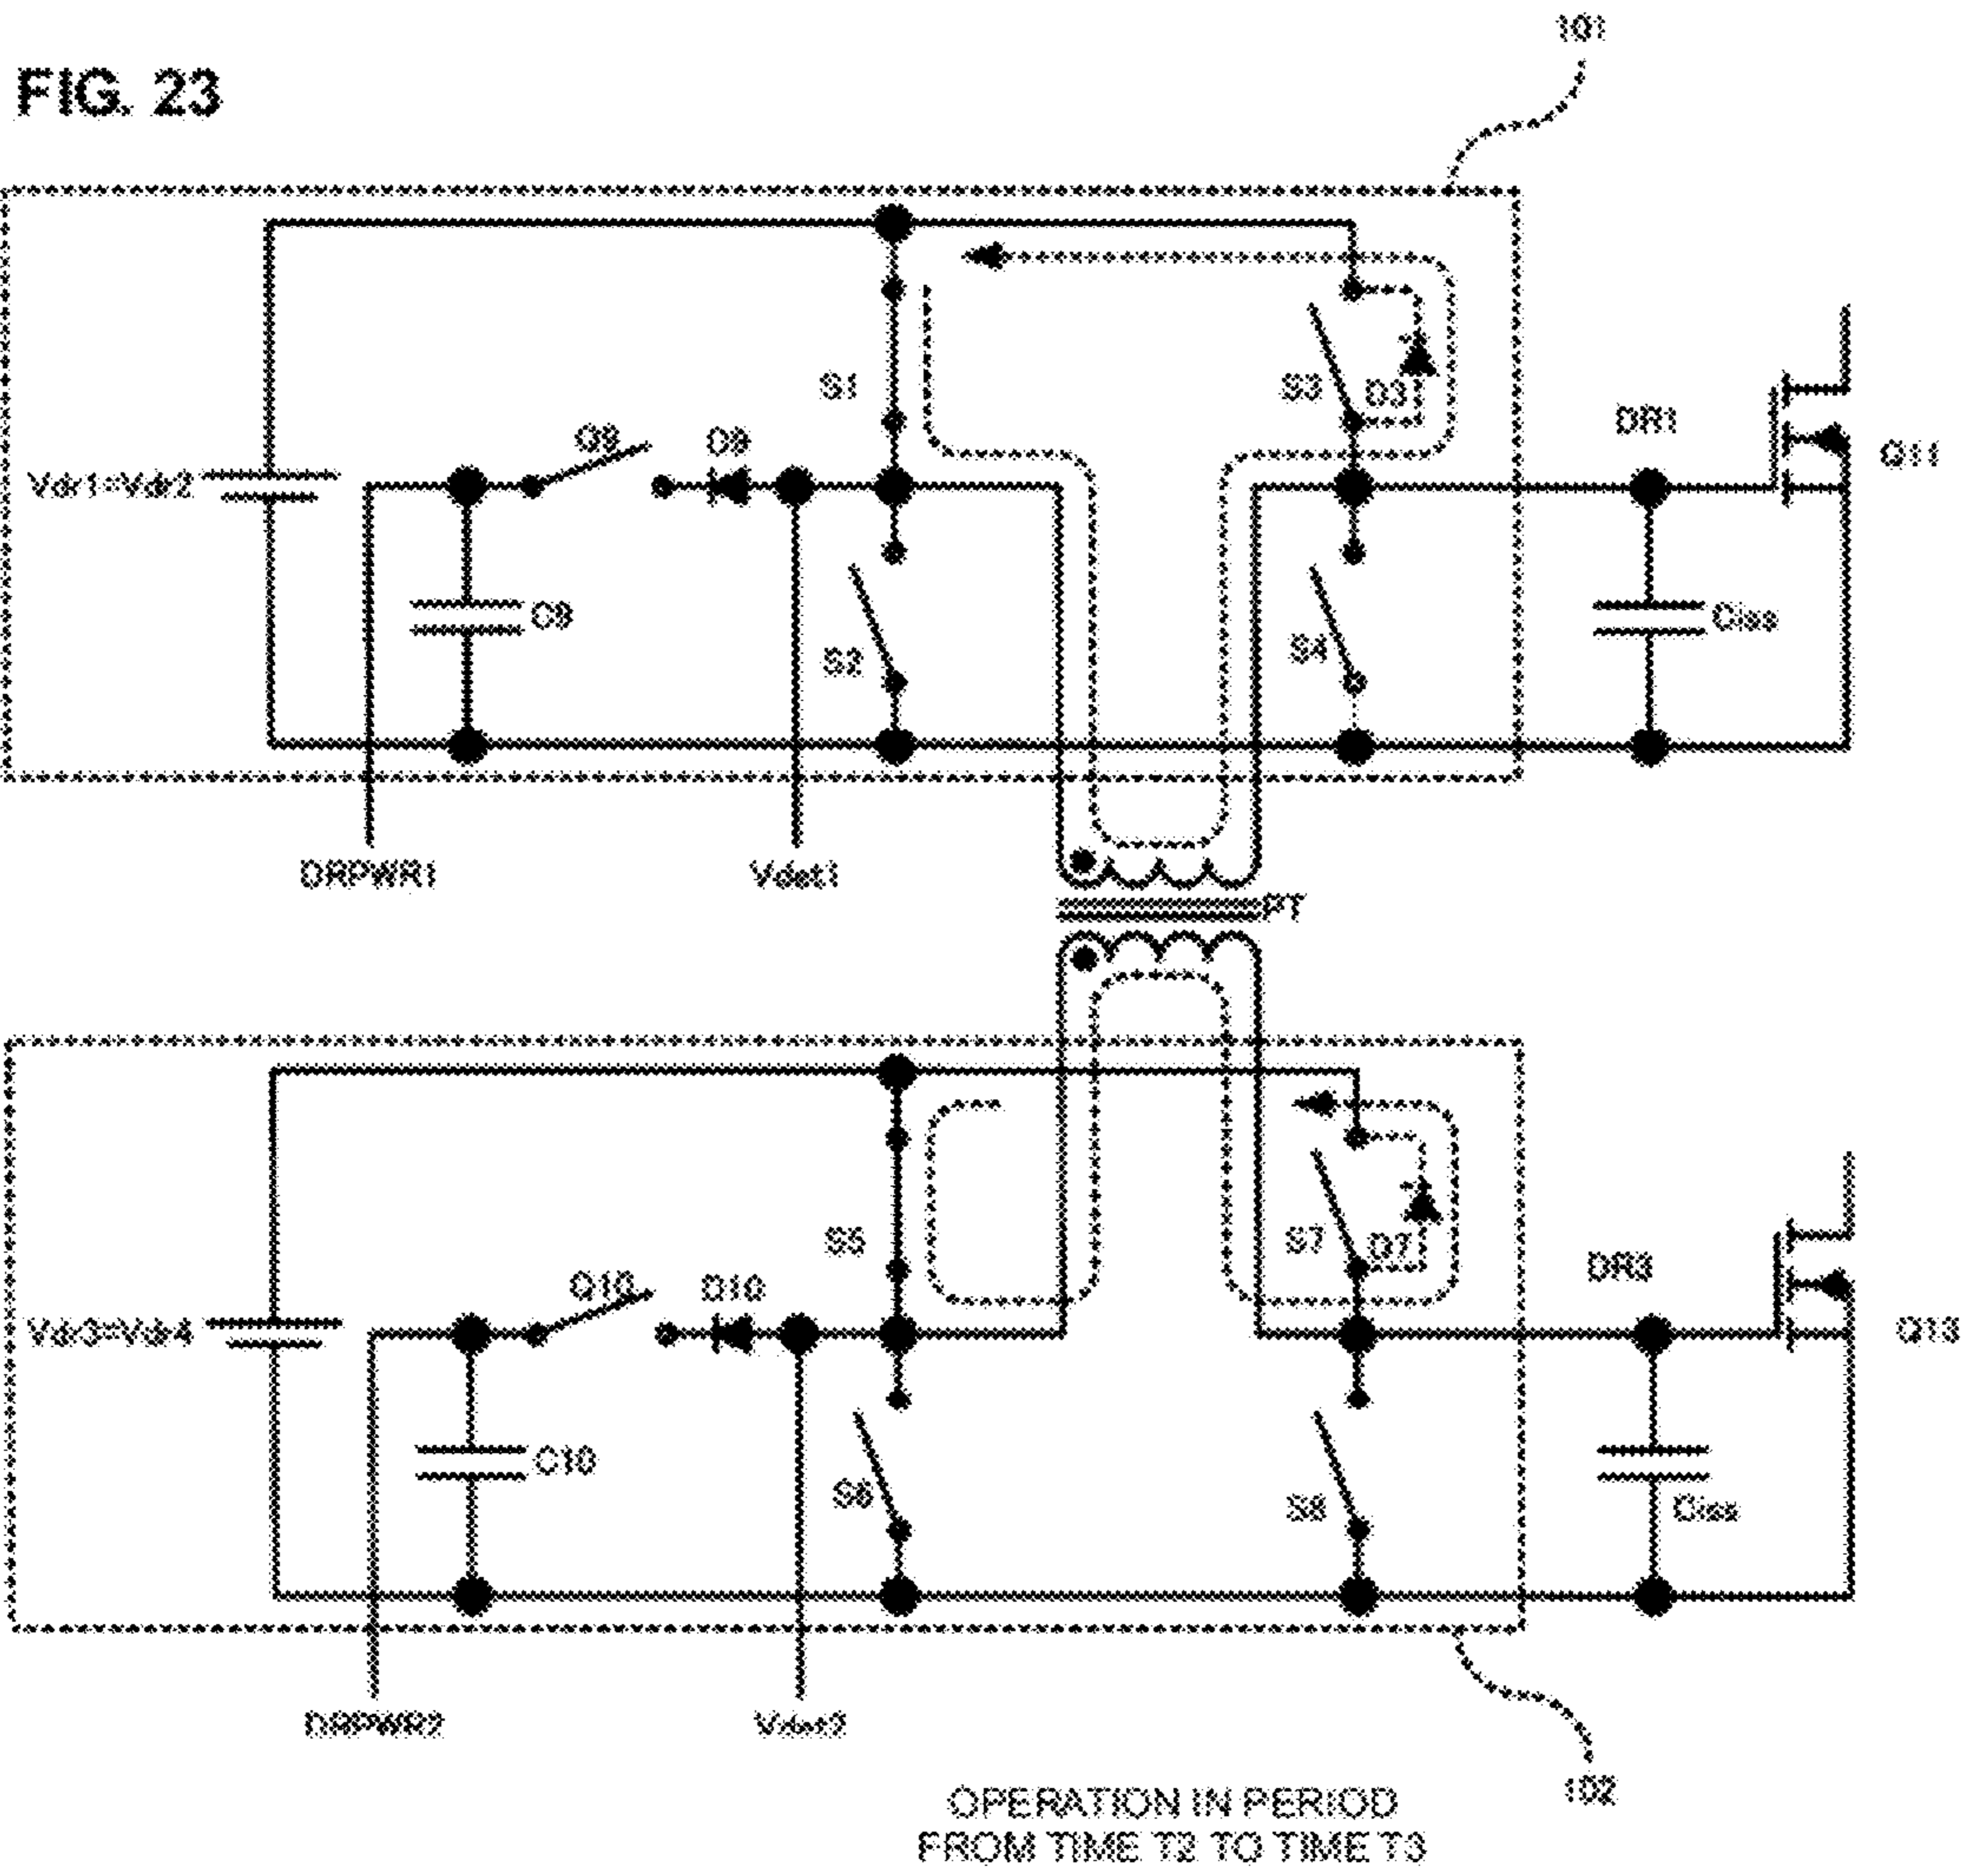 101
FIG. 23
S1
S3
D3
DR1
Q11
Q9
D9
Vdr1=Vdr2
C9
S2
S4
Ciss
DRPWR1
Vdet1
PT
S5
S7
D7
DR3
Q13
Q10
D10
Vdr3=Vdr4
C10
S6
S8
Ciss
DRPWR2
Vdet2
102
OPERATION IN PERIOD
FROM TIME T2 TO TIME T3